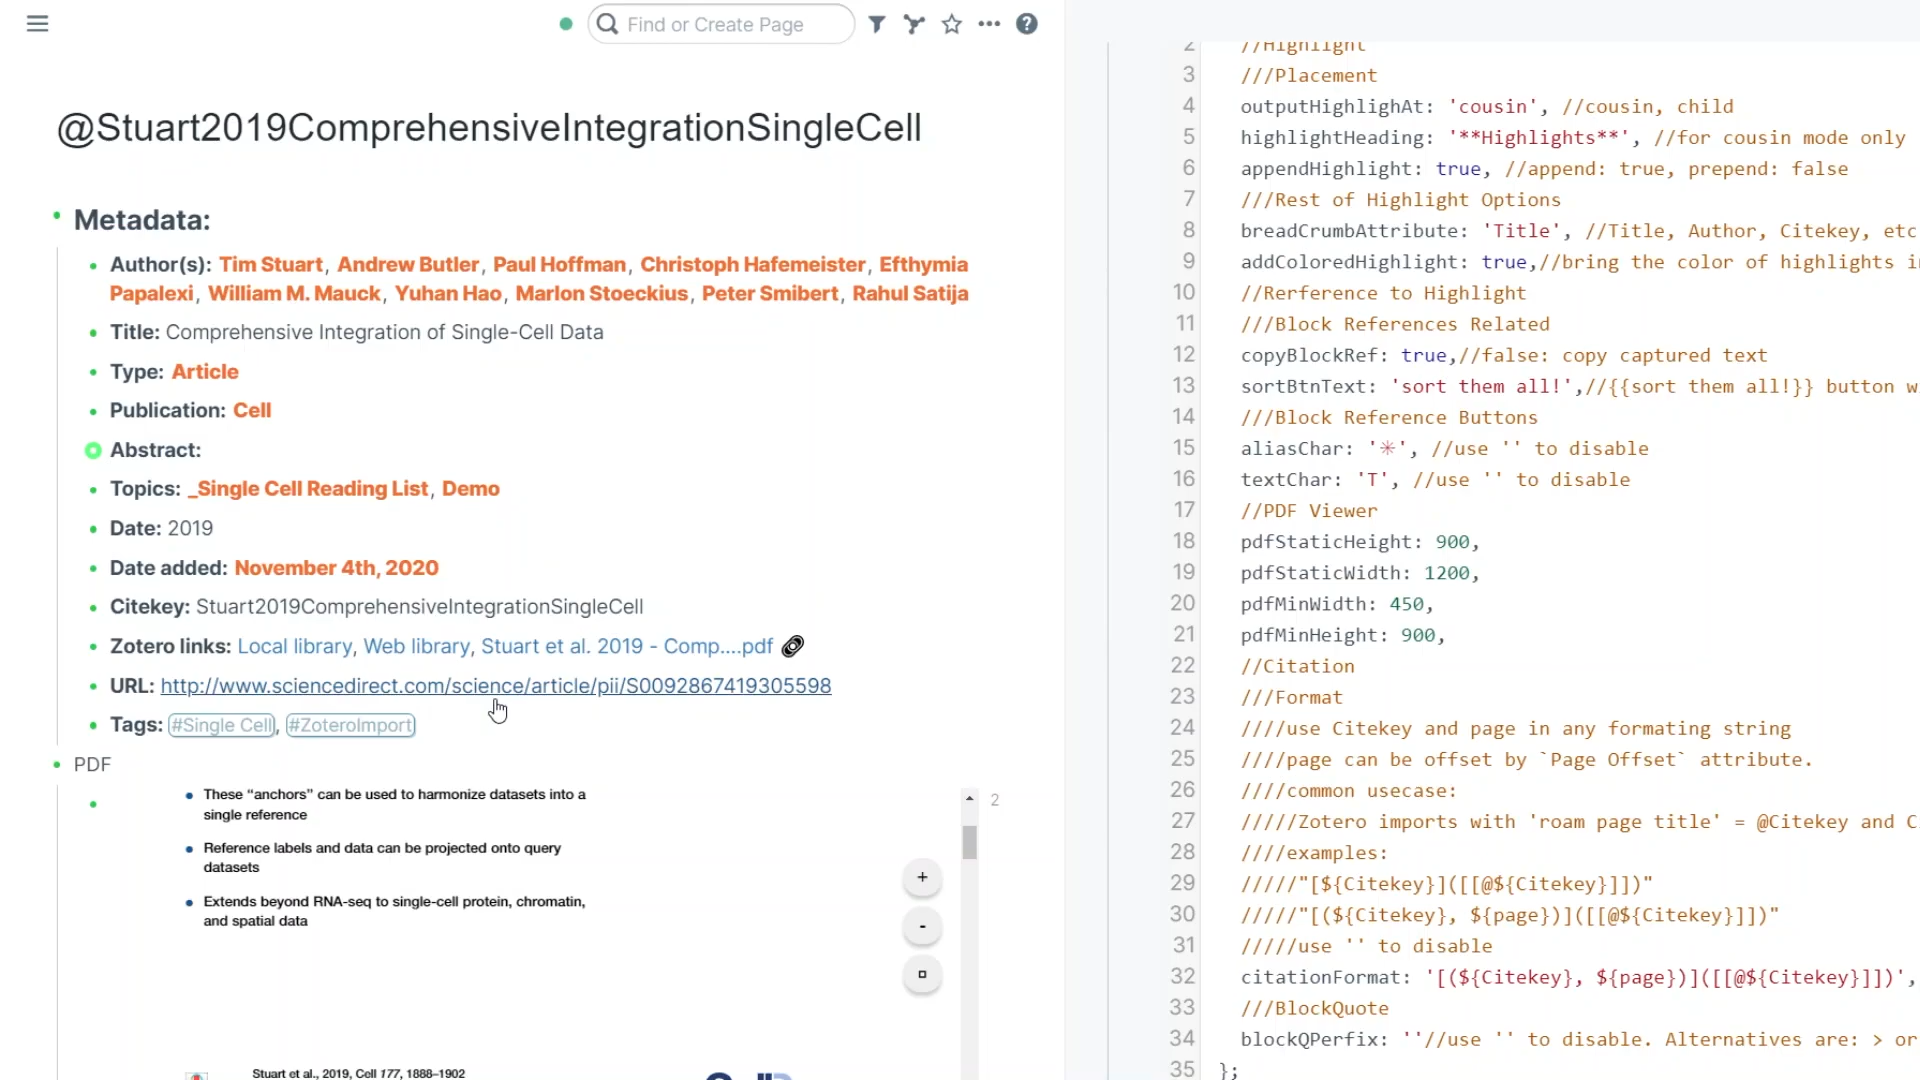 Find or Create Page
@Stuart2019ComprehensiveIntegrationSingleCell
Metadata:
Author(s): Tim Stuart, Andrew Butler, Paul Hoffman, Christoph Hafemeister, Efthymia
Papalexi, William M. Mauck, Yuhan Hao, Marlon Stoeckius, Peter Smibert, Rahul Satija
Title: Comprehensive Integration of Single-Cell Data
Type: Article
Publication: Cell
Abstract:
Topics: _Single Cell Reading List, Demo
Date: 2019
Date added: November 4th, 2020
Citekey: Stuart2019ComprehensiveIntegrationSingleCell
Zotero links: Local library, Web library, Stuart et al. 2019 - Comp....pdf
URL: http://www.sciencedirect.com/science/article/pii/S0092867419305598
Tags: #Single Cell, #ZoteroImport
PDF
These “anchors” can be used to harmonize datasets into a
single reference
Reference labels and data can be projected onto query
datasets
Extends beyond RNA-seq to single-cell protein, chromatin,
and spatial data
Stuart et al., 2019, Cell 177, 1888–1902
2
+
-
2 //Highlight
3 ///Placement
4 outputHighlighAt: 'cousin', //cousin, child
5 highlightHeading: '**Highlights**', //for cousin mode only
6 appendHighlight: true, //append: true, prepend: false
7 ///Rest of Highlight Options
8 breadCrumbAttribute: 'Title', //Title, Author, Citekey, etc
9 addColoredHighlight: true,//bring the color of highlights i
10 //Rerference to Highlight
11 ///Block References Related
12 copyBlockRef: true,//false: copy captured text
13 sortBtnText: 'sort them all!',//{{sort them all!}} button w
14 ///Block Reference Buttons
15 aliasChar: '✳', //use '' to disable
16 textChar: 'T', //use '' to disable
17 //PDF Viewer
18 pdfStaticHeight: 900,
19 pdfStaticWidth: 1200,
20 pdfMinWidth: 450,
21 pdfMinHeight: 900,
22 //Citation
23 ///Format
24 ////use Citekey and page in any formating string
25 ////page can be offset by `Page Offset` attribute.
26 ////common usecase:
27 /////Zotero imports with 'roam page title' = @Citekey and C
28 ////examples:
29 /////"[${Citekey}]([[@${Citekey}]])"
30 /////"[(${Citekey}, ${page})]([[@${Citekey}]])"
31 /////use '' to disable
32 citationFormat: '[(${Citekey}, ${page})]([[@${Citekey}]])',
33 ///BlockQuote
34 blockQPerfix: ''//use '' to disable. Alternatives are: > or
35 };